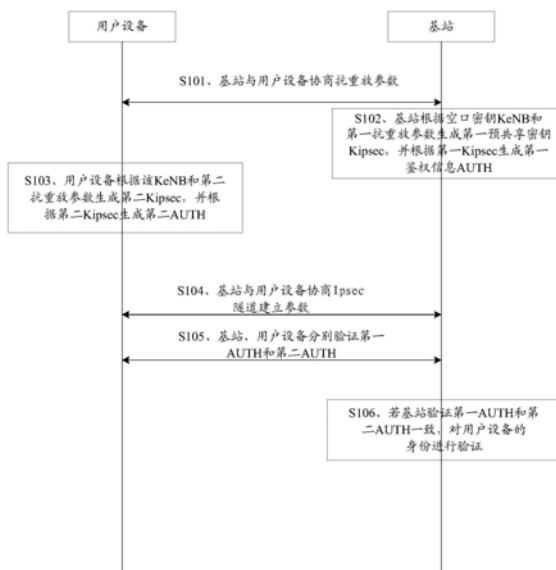 用户设备
基站
S101、基站与用户设备协商抗重放参数
S102、基站根据空口密钥KeNB和
第一抗重放参数生成第一预共享密钥
Kipsec，并根据第一Kipsec生成第一
鉴权信息AUTH
S103、用户设备根据该KeNB和第二
抗重放参数生成第二Kipsec，并根
据第二Kipsec生成第二AUTH
S104、基站与用户设备协商Ipsec
隧道建立参数
S105、基站、用户设备分别验证第一
AUTH和第二AUTH
S106、若基站验证第一AUTH和第
二AUTH一致，对用户设备的
身份进行验证